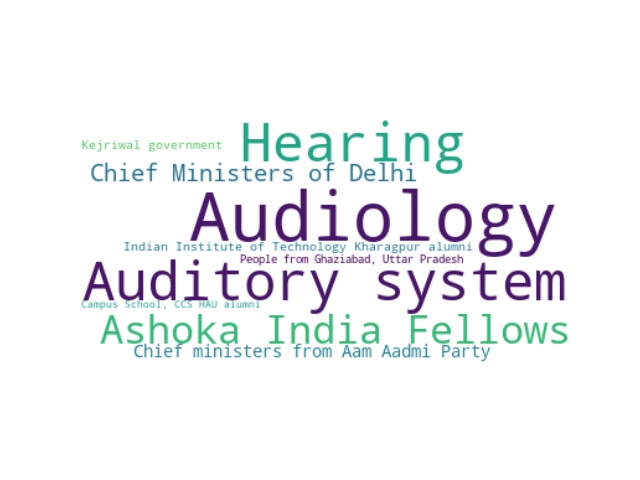 Hearing
Kejriwal government
Chief Ministers of Delhi
Audiology
Indian Institute of Technology Kharagpur alumni
People from Ghaziabad, Uttar Pradesh
Auditory system
Campus School, CCS HAU alumni
Ashoka India Fellows
Chief ministers from Aam Aadmi Party